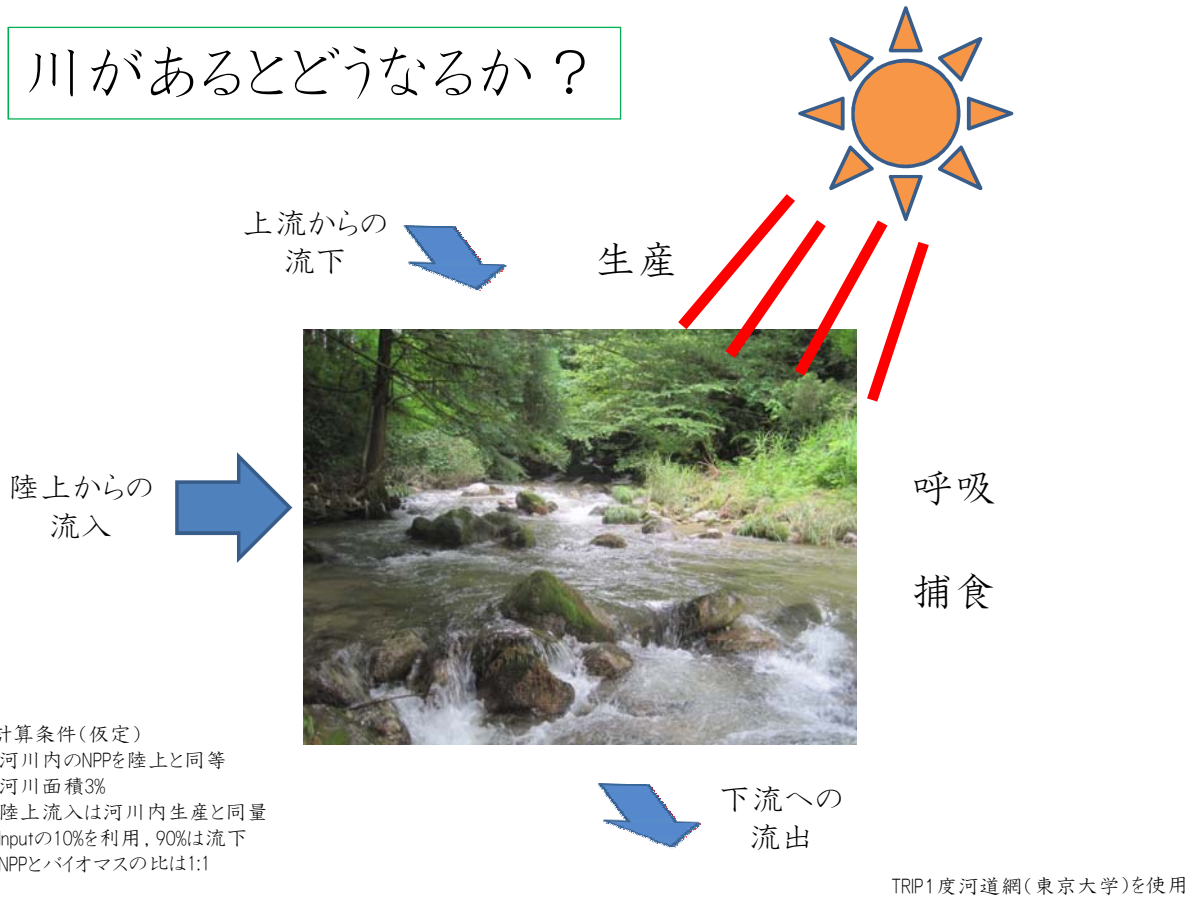 川があるとどうなるか？
上流からの
流下
生産
陸上からの
流入
呼吸
捕食
計算条件(仮定)
河川内のNPPを陸上と同等
河川面積3%
陸上流入は河川内生産と同量
Inputの10%を利用，90%は流下
NPPとバイオマスの比は1:1
下流への
流出
TRIP1度河道網(東京大学)を使用